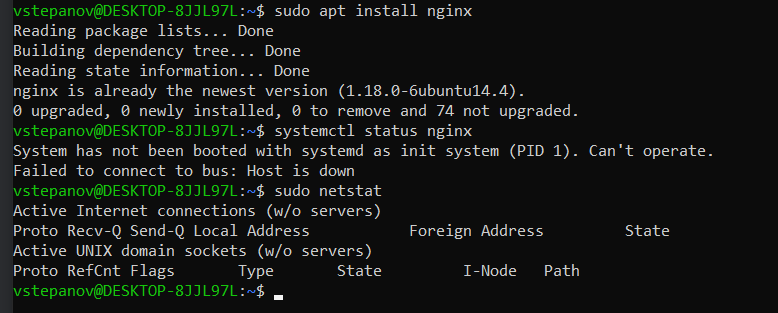 vstepanov@DESKTOP-8JJL97L:~$ sudo apt install nginx
Reading package lists... Done
Building dependency tree... Done
Reading state information... Done
nginx is already the newest version (1.18.0-6ubuntu14.4).
0 upgraded, 0 newly installed, 0 to remove and 74 not upgraded.
vstepanov@DESKTOP-8JJL97L:~$ systemctl status nginx
System has not been booted with systemd as init system (PID 1). Can't operate.
Failed to connect to bus: Host is down
vstepanov@DESKTOP-8JJL97L:~$ sudo netstat
Active Internet connections (w/o servers)
Proto Recv-Q Send-Q Local Address           Foreign Address         State
Active UNIX domain sockets (w/o servers)
Proto RefCnt Flags       Type       State         I-Node   Path
vstepanov@DESKTOP-8JJL97L:~$